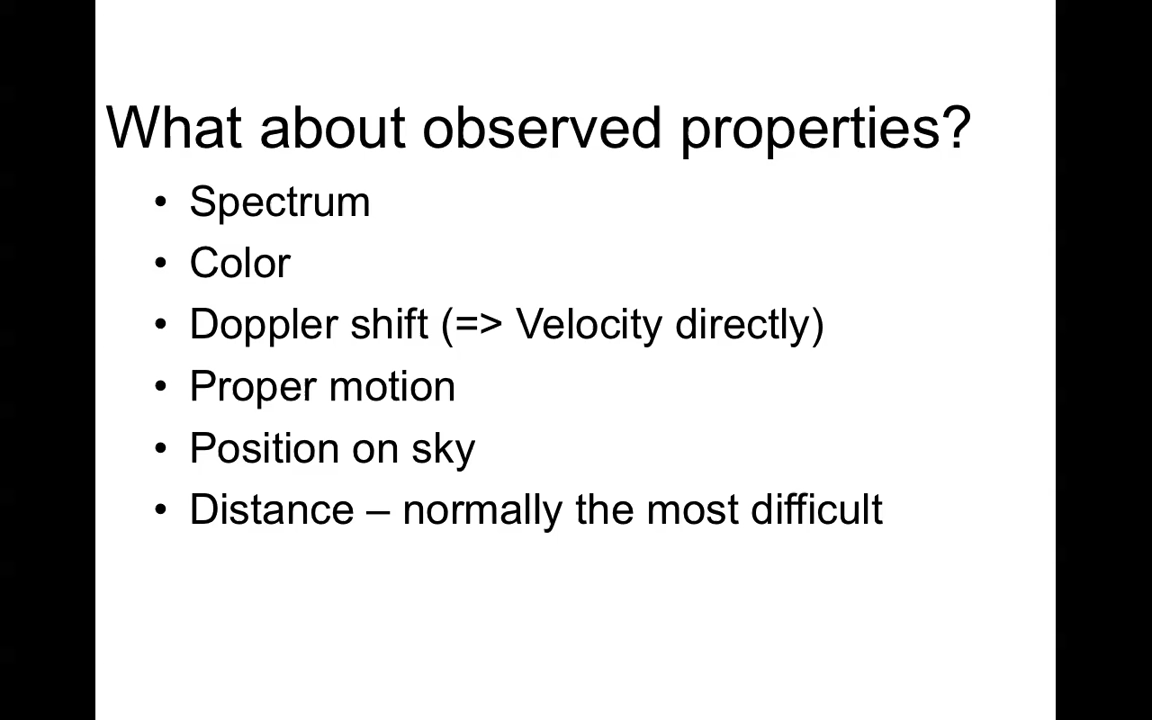 What about observed properties?
• Spectrum
• Color
• Doppler shift (=> Velocity directly)
• Proper motion
• Position on sky
• Distance – normally the most difficult